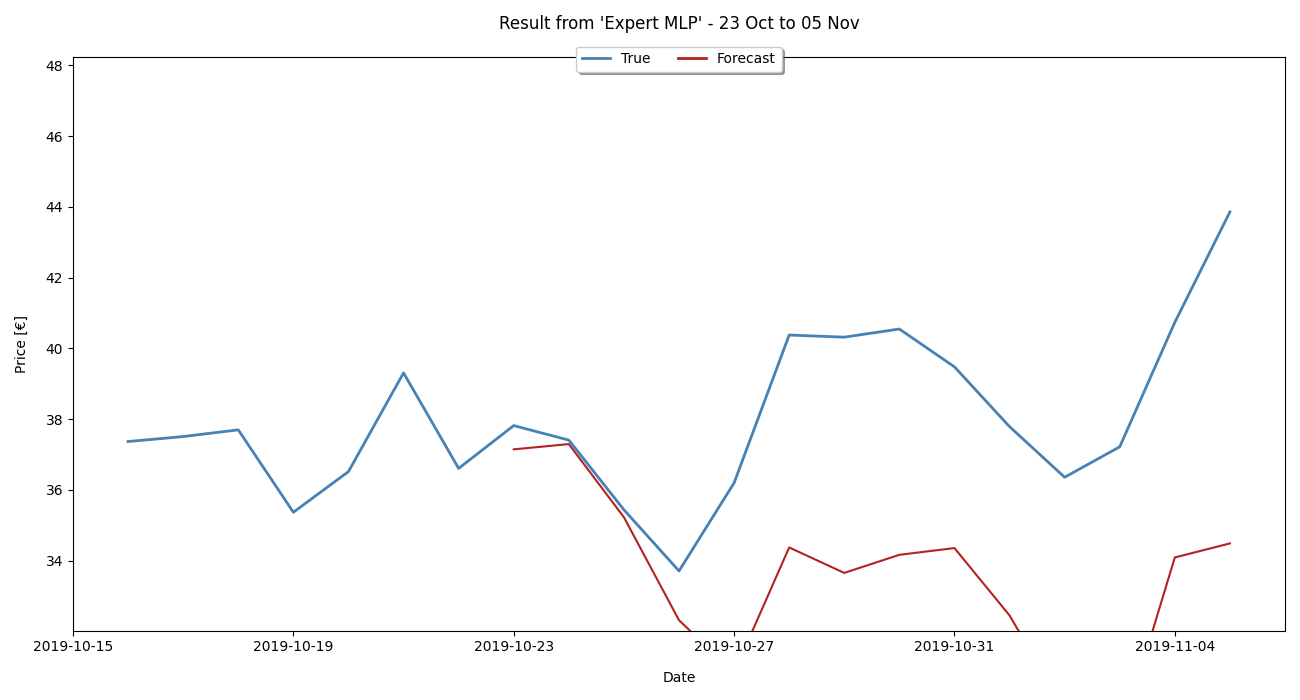 Result from 'Expert MLP' - 23 Oct to 05 Nov
True Forecast
48
46
44
42
40
38
36
34
Price [€]
2019-10-15 2019-10-19 2019-10-23 2019-10-27 2019-10-31 2019-11-04
Date